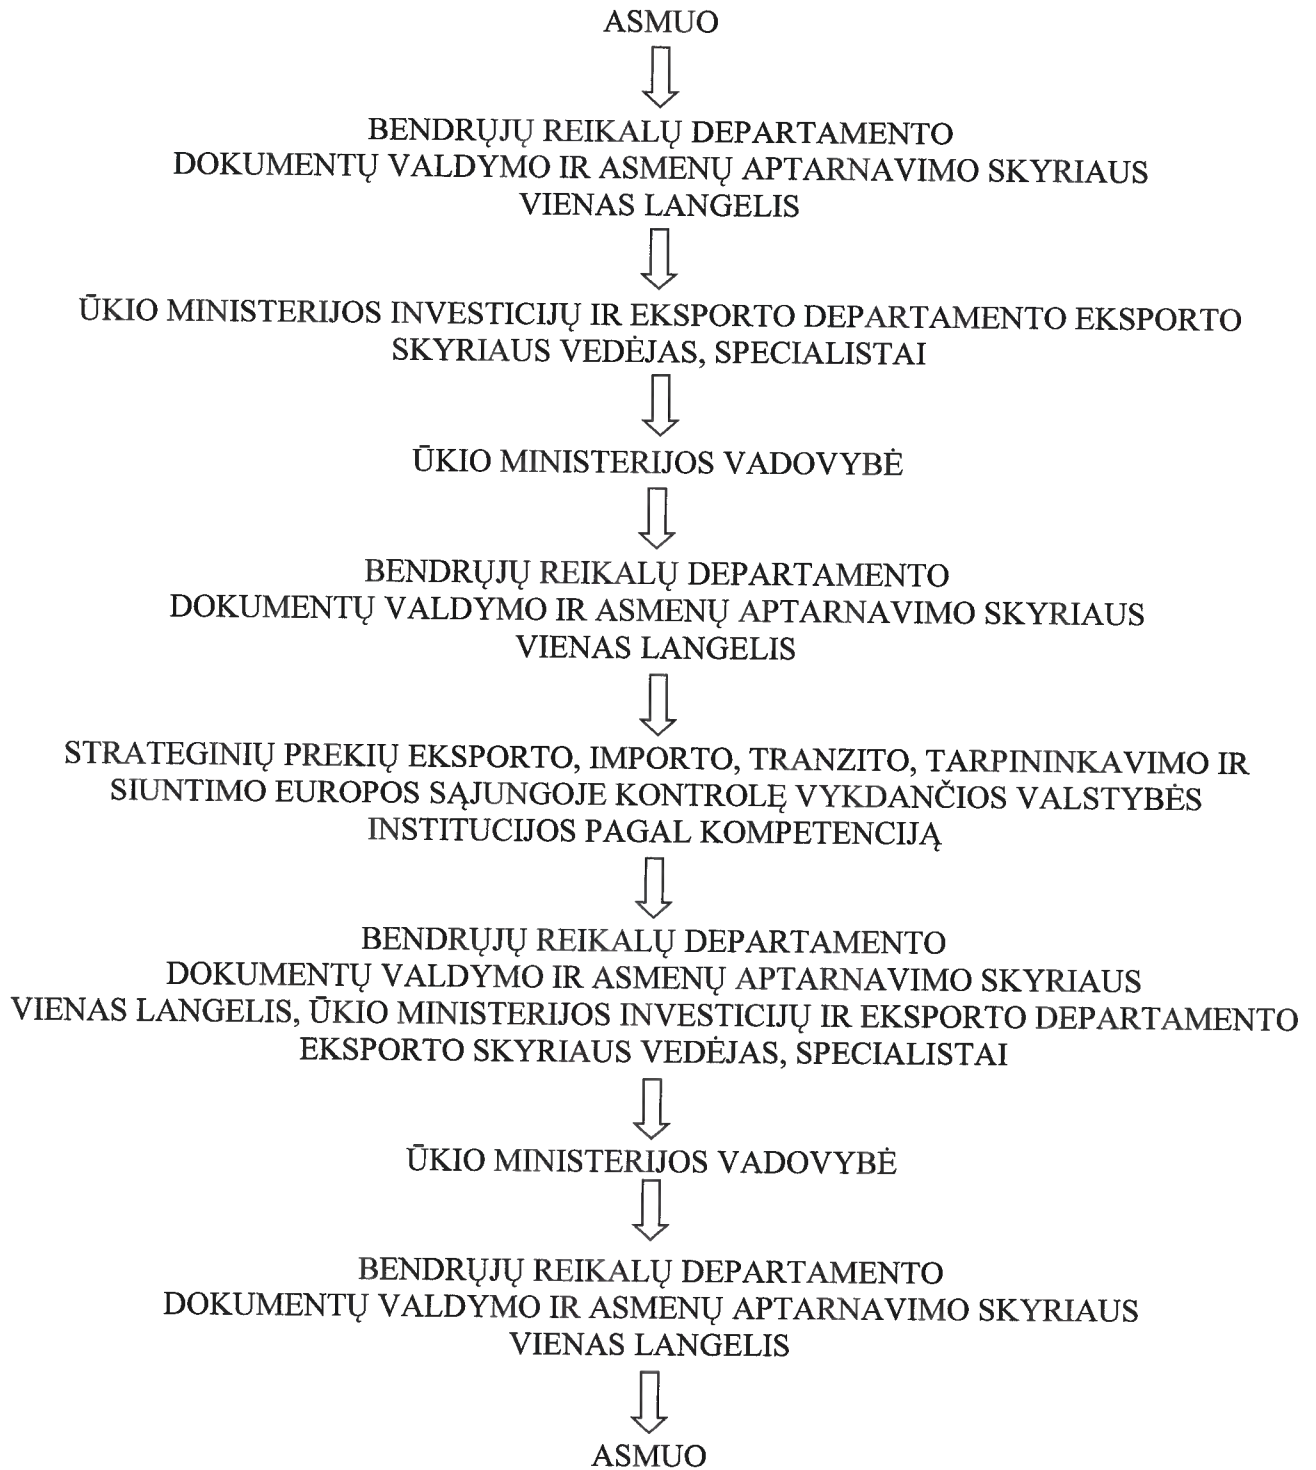 ASMUO
BENDRŲJŲ REIKALŲ DEPARTAMENTO
DOKUMENTŲ VALDYMO IR ASMENŲ APTARNAVIMO SKYRIAUS
VIENAS LANGELIS
ŪKIO MINISTERIJOS INVESTICIJŲ IR EKSPORTO DEPARTAMENTO EKSPORTO
SKYRIAUS VEDĖJAS, SPECIALISTAI
ŪKIO MINISTERIJOS VADOVYBĖ
BENDRŲJŲ REIKALŲ DEPARTAMENTO
DOKUMENTŲ VALDYMO IR ASMENŲ APTARNAVIMO SKYRIAUS
VIENAS LANGELIS
STRATEGINIŲ PREKIŲ EKSPORTO, IMPORTO, TRANZITO, TARPININKAVIMO IR
SIUNTIMO EUROPOS SĄJUNGOJE KONTROLĘ VYKDANČIOS VALSTYBĖS
INSTITUCIJOS PAGAL KOMPETENCIJĄ
BENDRŲJŲ REIKALŲ DEPARTAMENTO
DOKUMENTŲ VALDYMO IR ASMENŲ APTARNAVIMO SKYRIAUS
VIENAS LANGELIS, ŪKIO MINISTERIJOS INVESTICIJŲ IR EKSPORTO DEPARTAMENTO
EKSPORTO SKYRIAUS VEDĖJAS, SPECIALISTAI
ŪKIO MINISTERIJOS VADOVYBĖ
BENDRŲJŲ REIKALŲ DEPARTAMENTO
DOKUMENTŲ VALDYMO IR ASMENŲ APTARNAVIMO SKYRIAUS
VIENAS LANGELIS
ASMUO